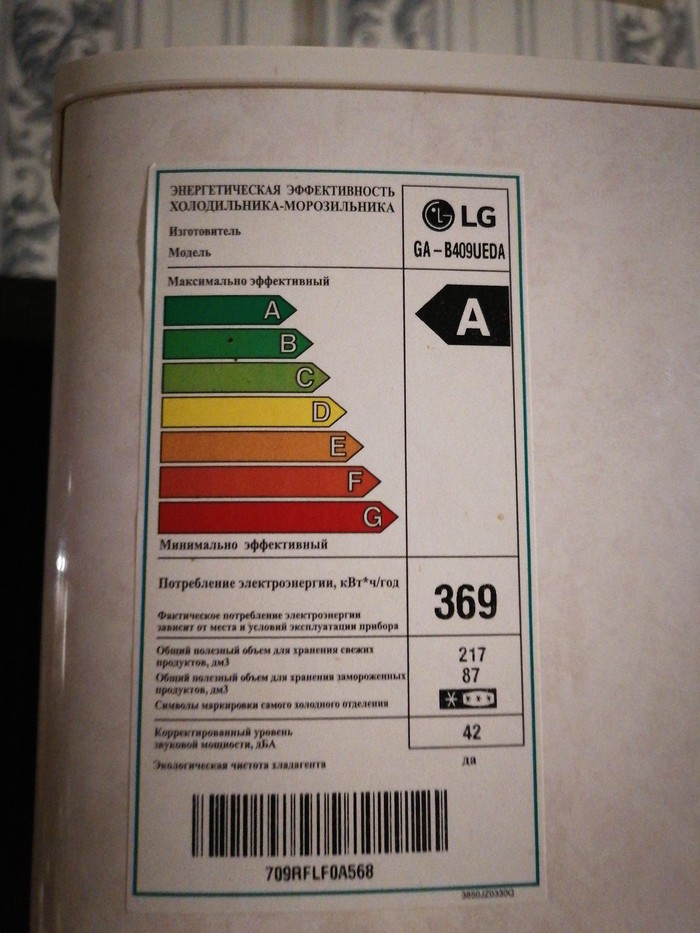 ЭНЕРГЕТИЧЕСКАЯ ЭФФЕКТИВНОСТЬ
ХОЛОДИЛЬНИКА-МОРОЗИЛЬНИКА
LG
Изготовитель
Модель
GA - B409UEDA
Максимально эффективный
A
A
B
C
D
E
F
G
Минимально эффективный
Потребление электроэнергии, кВт*ч/год
369
Фактическое потребление электроэнергии
зависит от места и условий эксплуатации прибора
Общий полезный объем для хранения свежих
продуктов, дм3
217
Общий полезный объем для хранения замороженных
продуктов, дм3
87
Символы маркировки самого холодного отделения
Корректированный уровень
звуковой мощности, дБА
42
Экологическая чистота хладагента
да
709RFLF0A568
3850JZ0330G